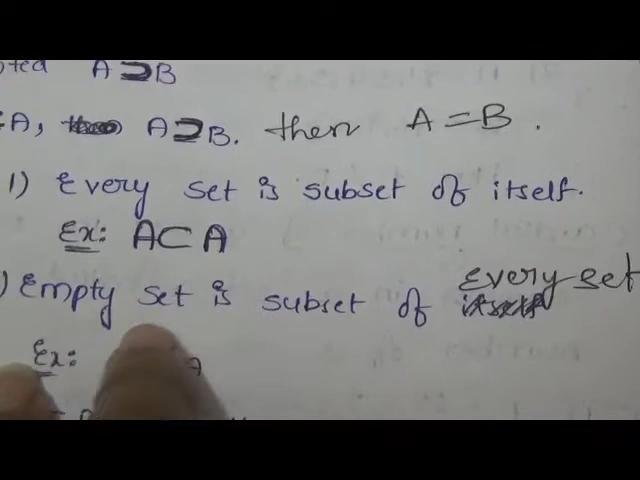 A ⊃ B
A, A ⊃ B. then A = B.
1) Every set is subset of itself.
Ex: A ⊂ A
) Empty set is subset of every set
Ex: A